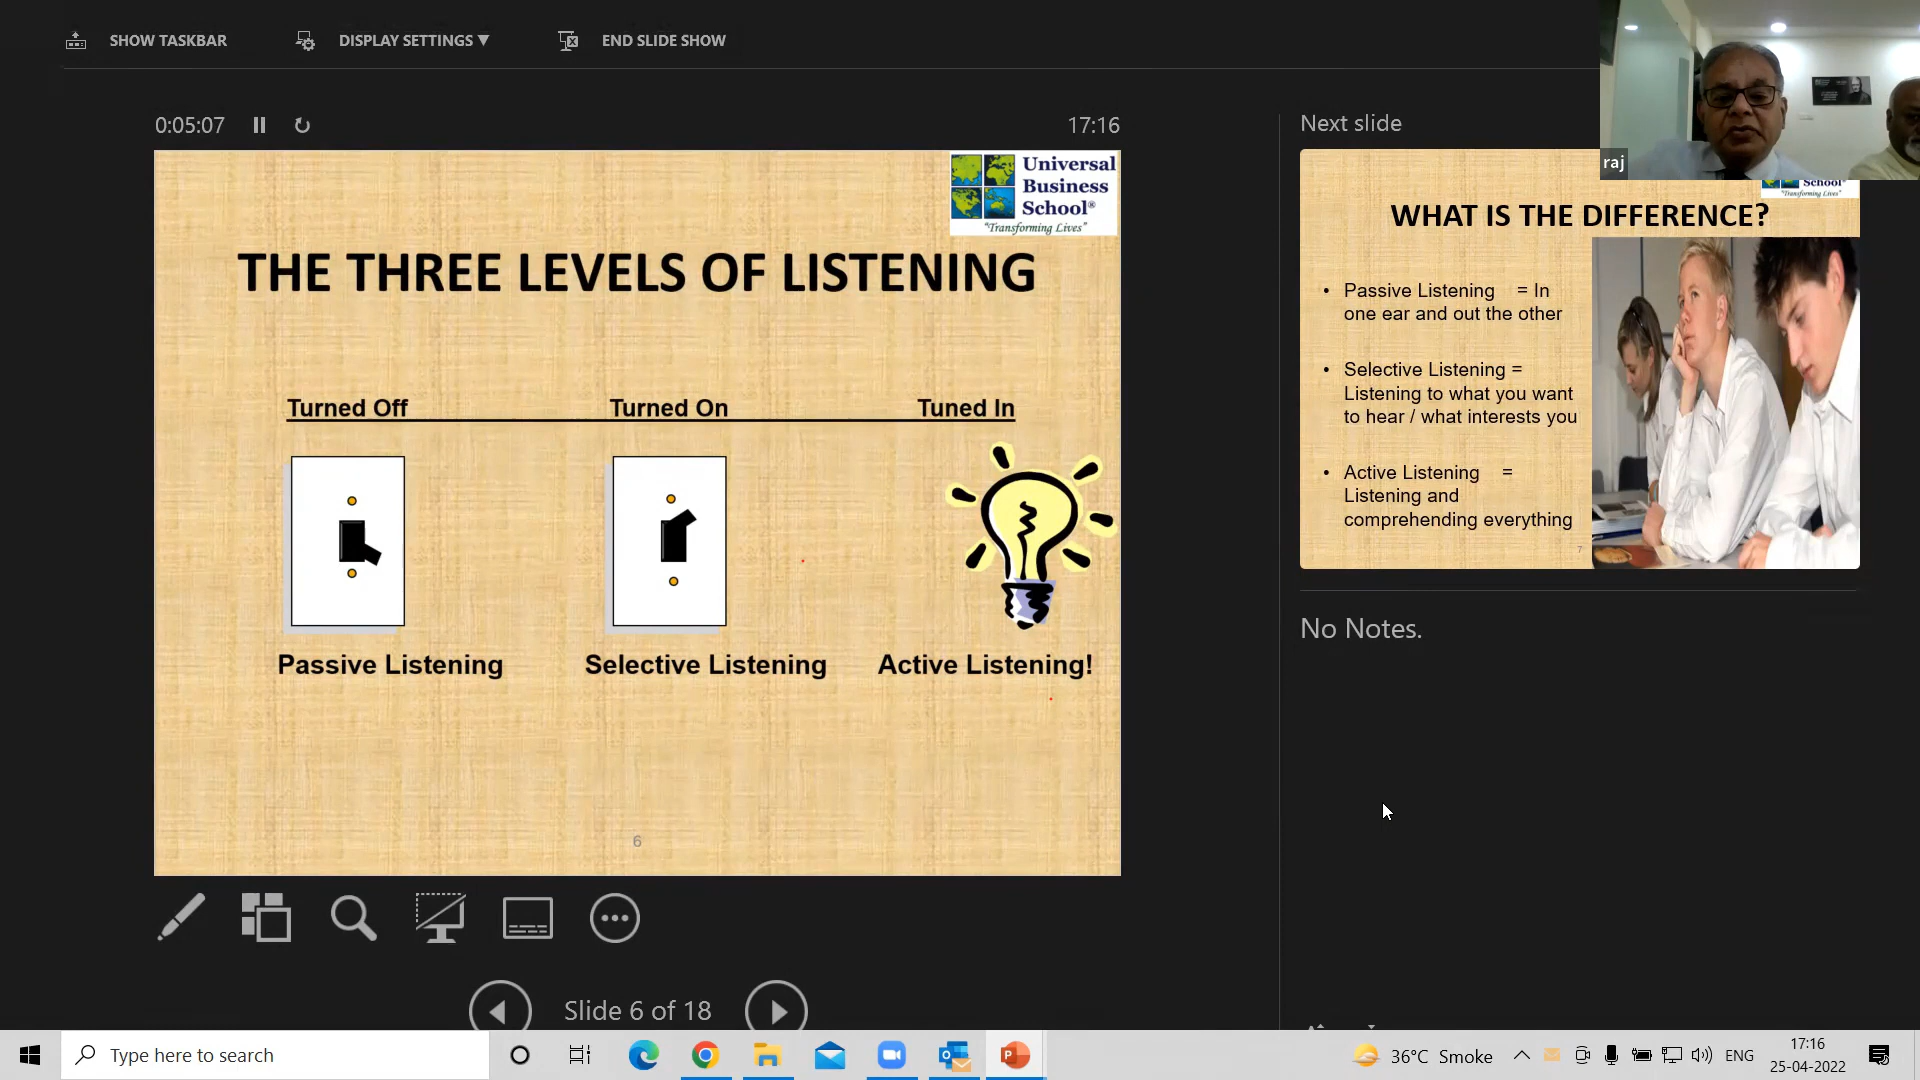 SHOW TASKBAR
DISPLAY SETTINGS ▼
END SLIDE SHOW
0:05:07
17:16
Universal
Business
School®
"Transforming Lives"
THE THREE LEVELS OF LISTENING
Turned Off
Turned On
Tuned In
Passive Listening
Selective Listening
Active Listening!
6
Slide 6 of 18
Next slide
raj
School®
"Transforming Lives"
WHAT IS THE DIFFERENCE?
• Passive Listening = In
one ear and out the other
• Selective Listening =
Listening to what you want
to hear / what interests you
• Active Listening =
Listening and
comprehending everything
7
No Notes.
Type here to search
36°C Smoke
ENG
17:16
25-04-2022